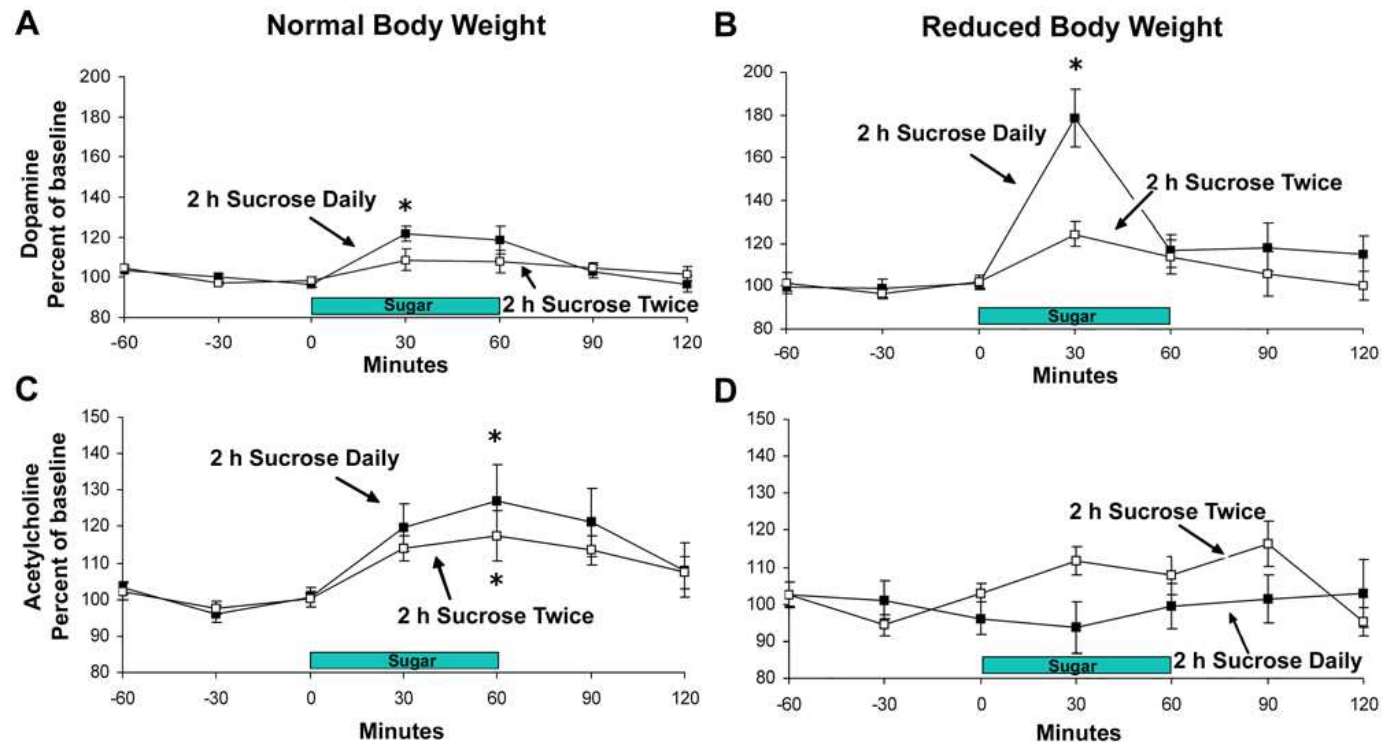 A
Normal Body Weight
B
Reduced Body Weight
Dopamine
Percent of baseline
200
180
160
140
120
100
80
2 h Sucrose Daily
*
2 h Sucrose Twice
Sugar
-60
-30
0
30
60
90
120
Minutes
200
180
160
140
120
100
80
*
2 h Sucrose Daily
2 h Sucrose Twice
Sugar
-60
-30
0
30
60
90
120
Minutes
C
Acetylcholine
Percent of baseline
150
140
130
120
110
100
90
80
*
2 h Sucrose Daily
*
2 h Sucrose Twice
Sugar
-60
-30
0
30
60
90
120
Minutes
D
150
140
130
120
110
100
90
80
2 h Sucrose Twice
Sugar
2 h Sucrose Daily
-60
-30
0
30
60
90
120
Minutes